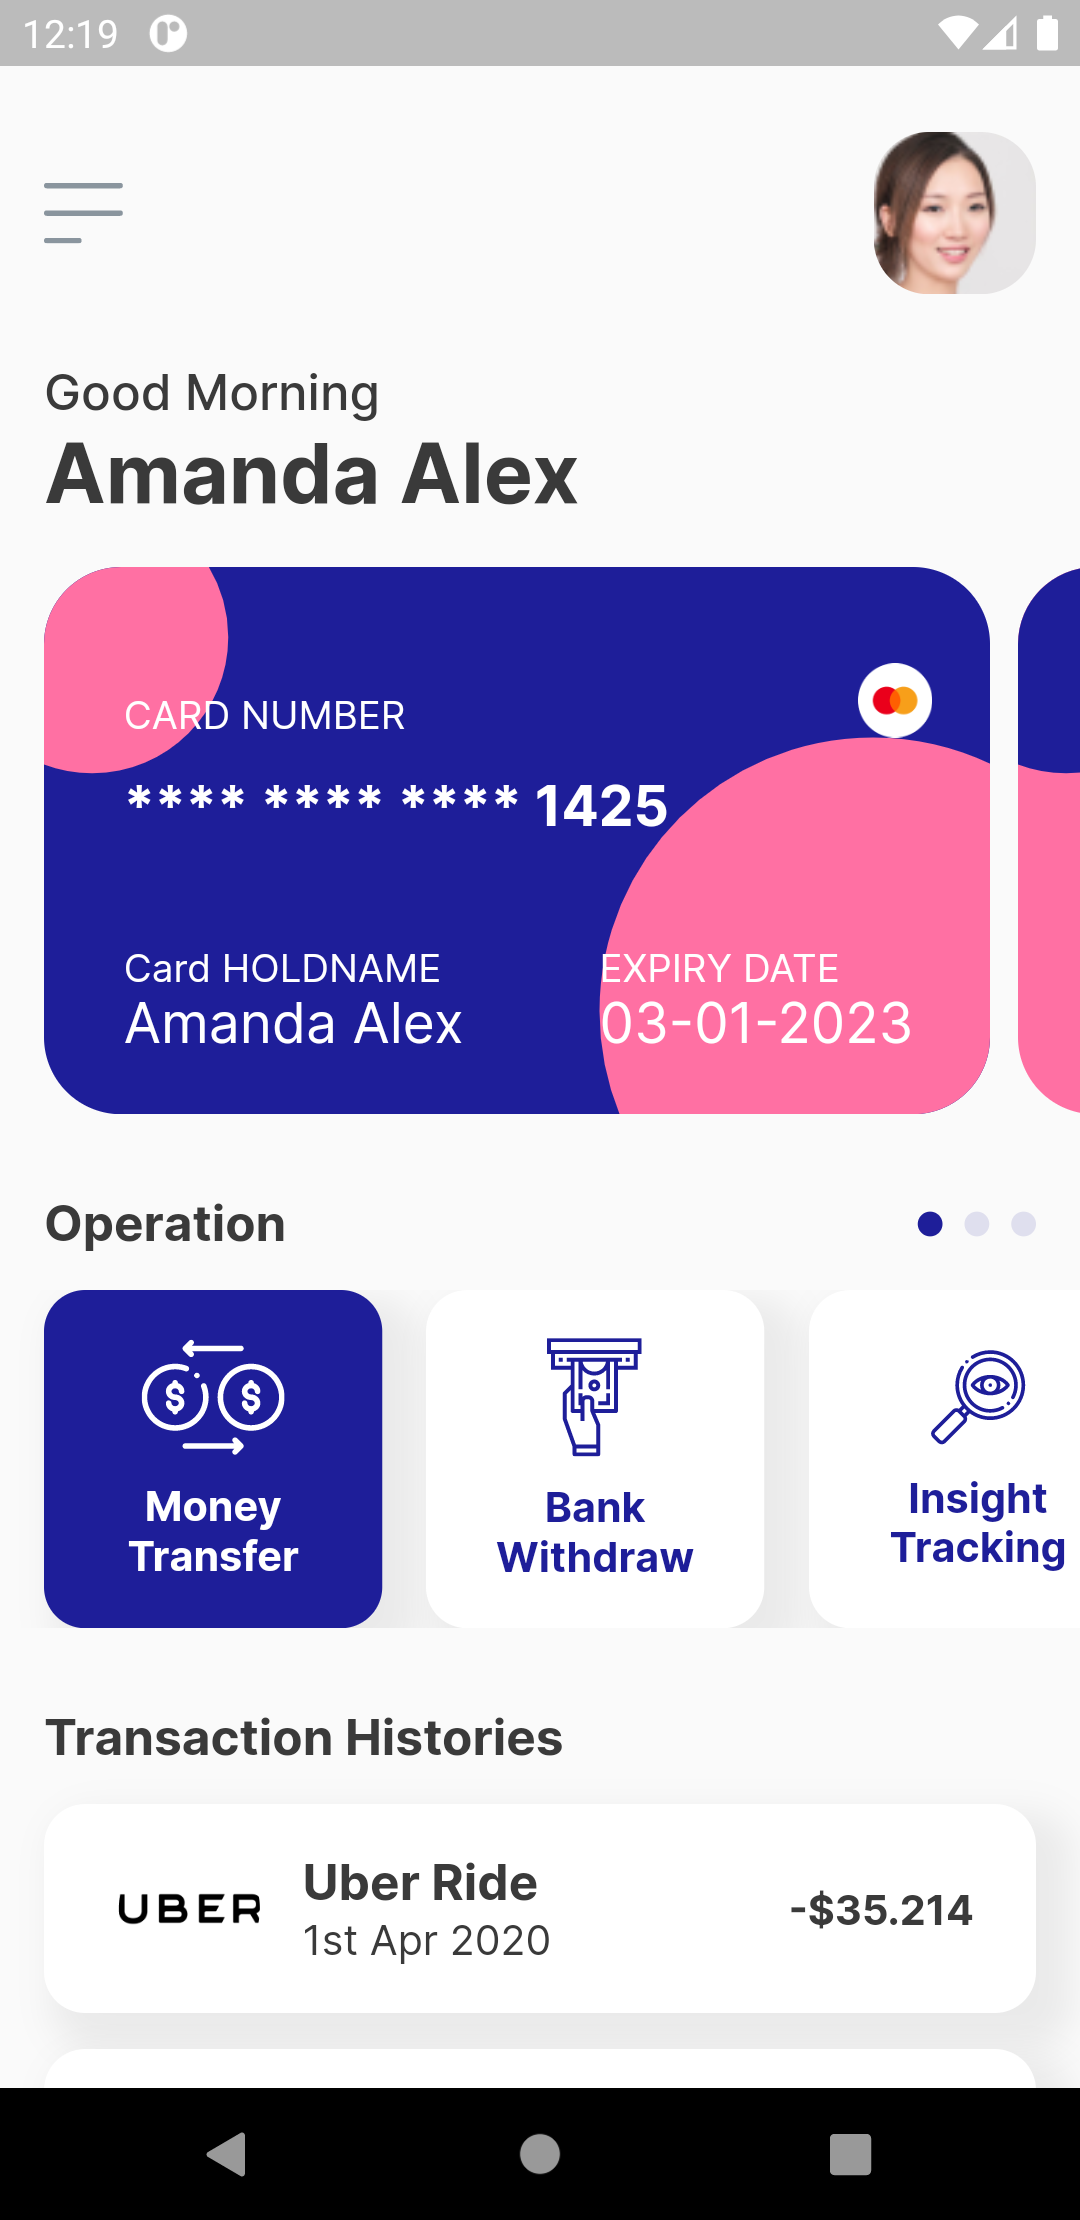 12:19
Good Morning
Amanda Alex
CARD NUMBER
**** **** **** 1425
Card HOLDNAME
EXPIRY DATE
Amanda Alex
03-01-2023
Operation
$ $
Money
Transfer
Bank
Withdraw
Insight
Tracking
Transaction Histories
UBER
Uber Ride
1st Apr 2020
-$35.214